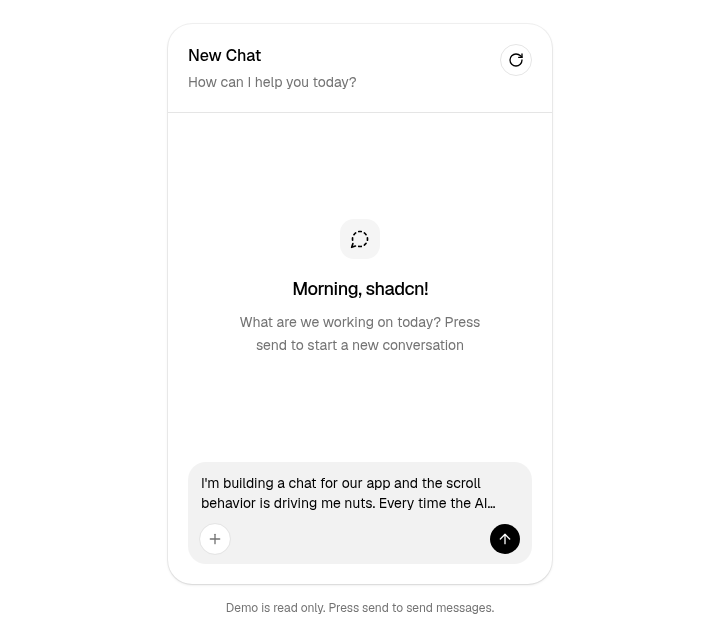 New Chat
How can I help you today?
Morning, shadcn!
What are we working on today? Press
send to start a new conversation
I'm building a chat for our app and the scroll
behavior is driving me nuts. Every time the AI…
Demo is read only. Press send to send messages.